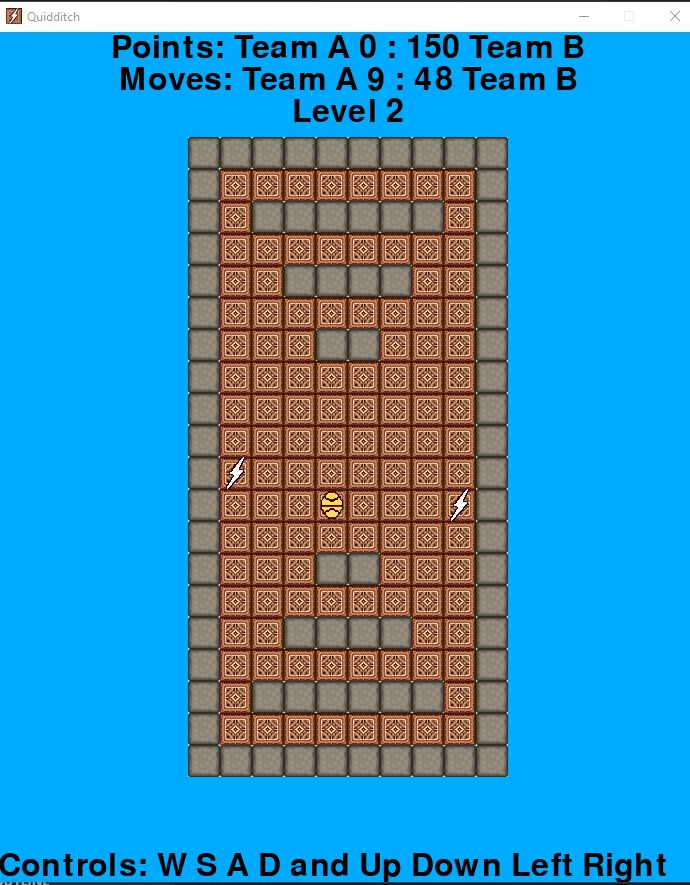 Quidditch
Points: Team A 0 : 150 Team B
Moves: Team A 9 : 48 Team B
Level 2
Controls: W S A D and Up Down Left Right